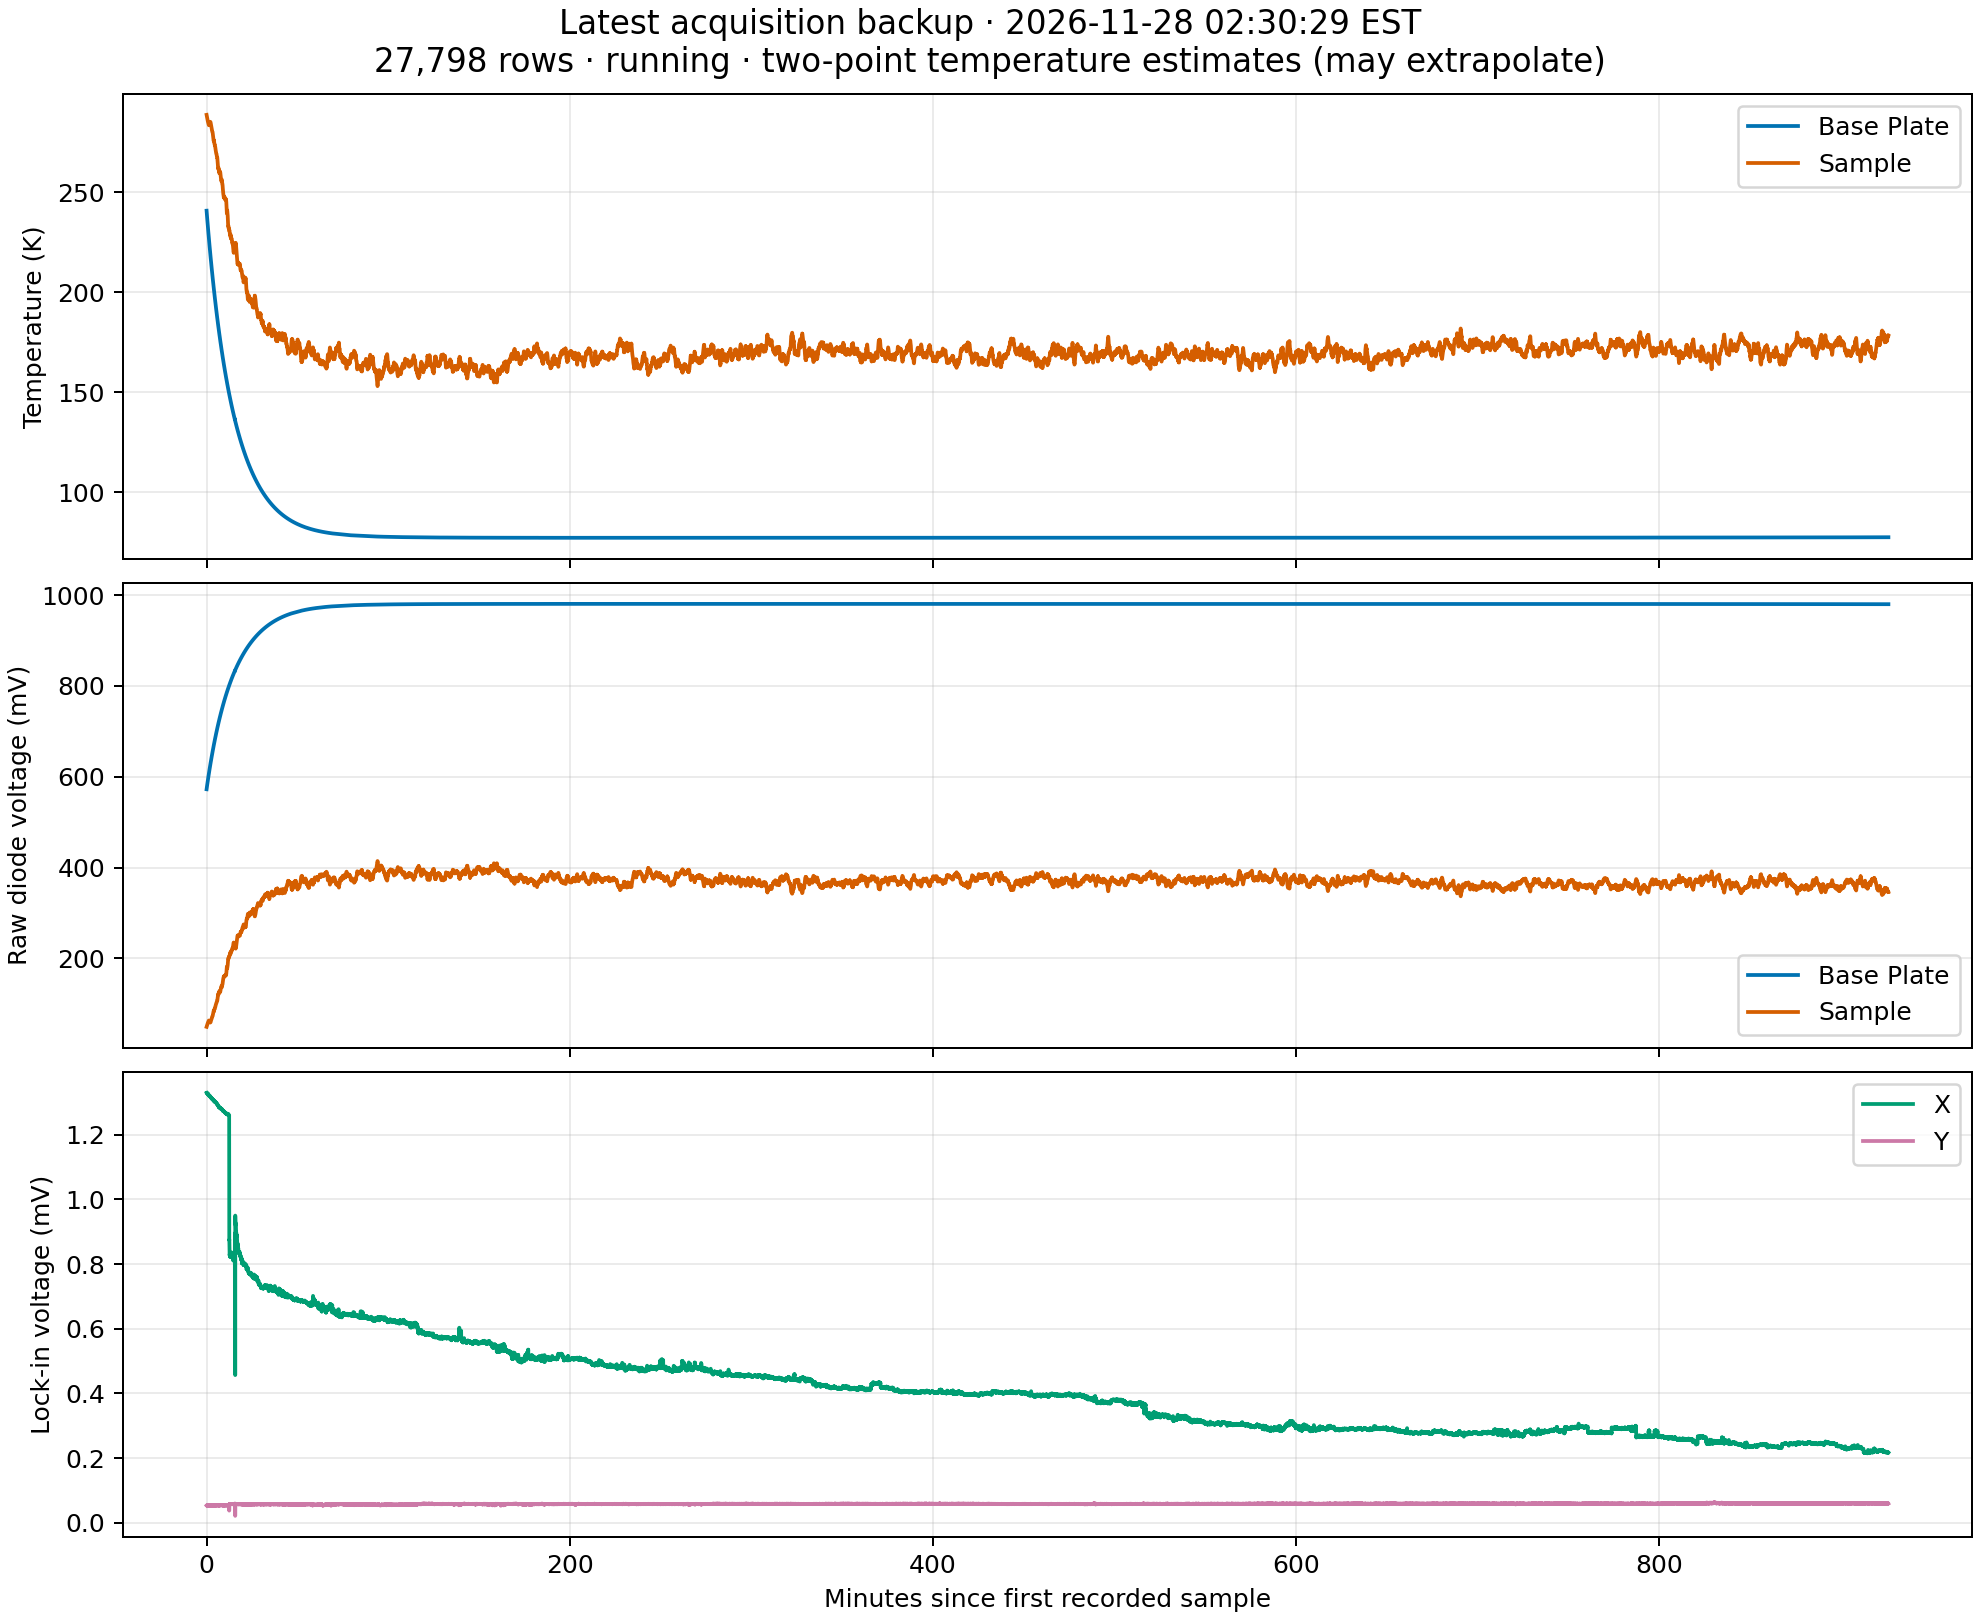 Latest acquisition backup · 2026-11-28 02:30:29 EST
27,798 rows · running · two-point temperature estimates (may extrapolate)
Temperature (K)
250
200
150
100
Base Plate
Sample
Raw diode voltage (mV)
1000
800
600
400
200
Base Plate
Sample
Lock-in voltage (mV)
1.2
1.0
0.8
0.6
0.4
0.2
0.0
X
Y
0
200
400
600
800
Minutes since first recorded sample